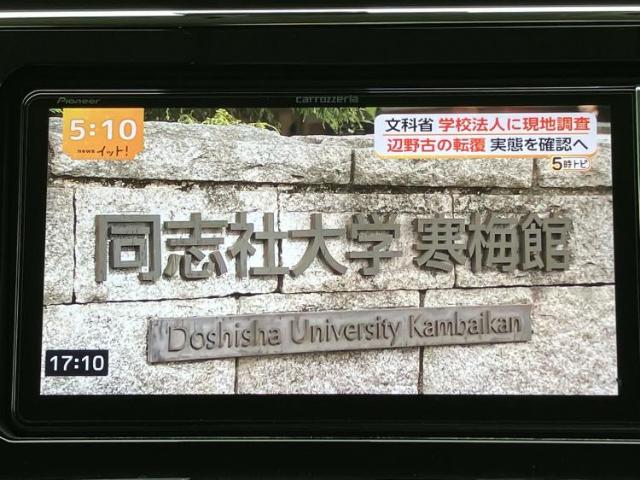 Pioneer
carrozzeria
5:10
news イット!
文科省 学校法人に現地調査
辺野古の転覆 実態を確認へ
5時トピ
同志社大学 寒梅館
Doshisha University Kambaikan
17:10